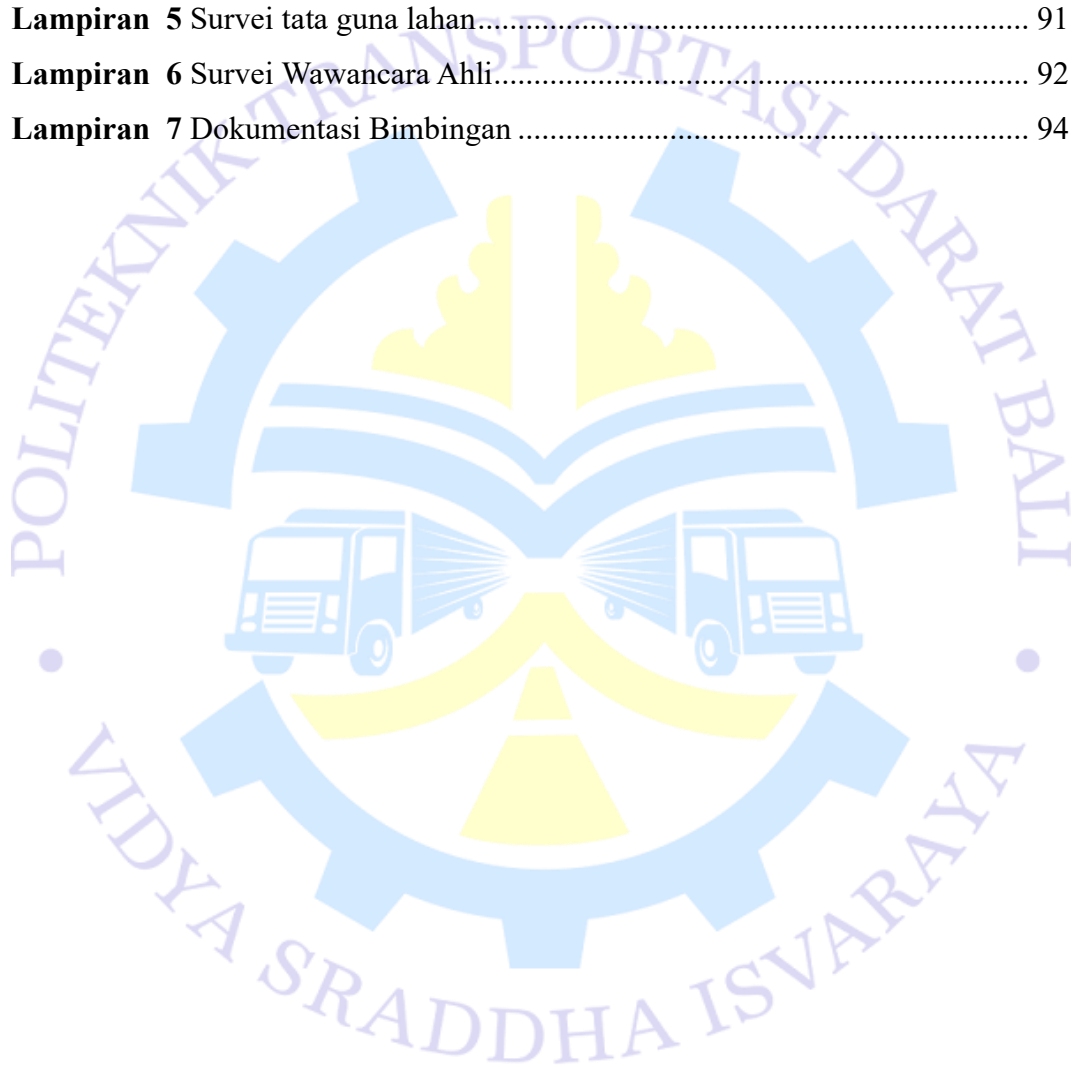 Lampiran 5 Survei tata guna lahan.......................................................................................... 91
Lampiran 6 Survei Wawancara Ahli....................................................................................... 92
Lampiran 7 Dokumentasi Bimbingan .................................................................................... 94
POLITEKNIK TRANSPORTASI DARAT BALI
VIDYA SRADDHA ISVARAYA